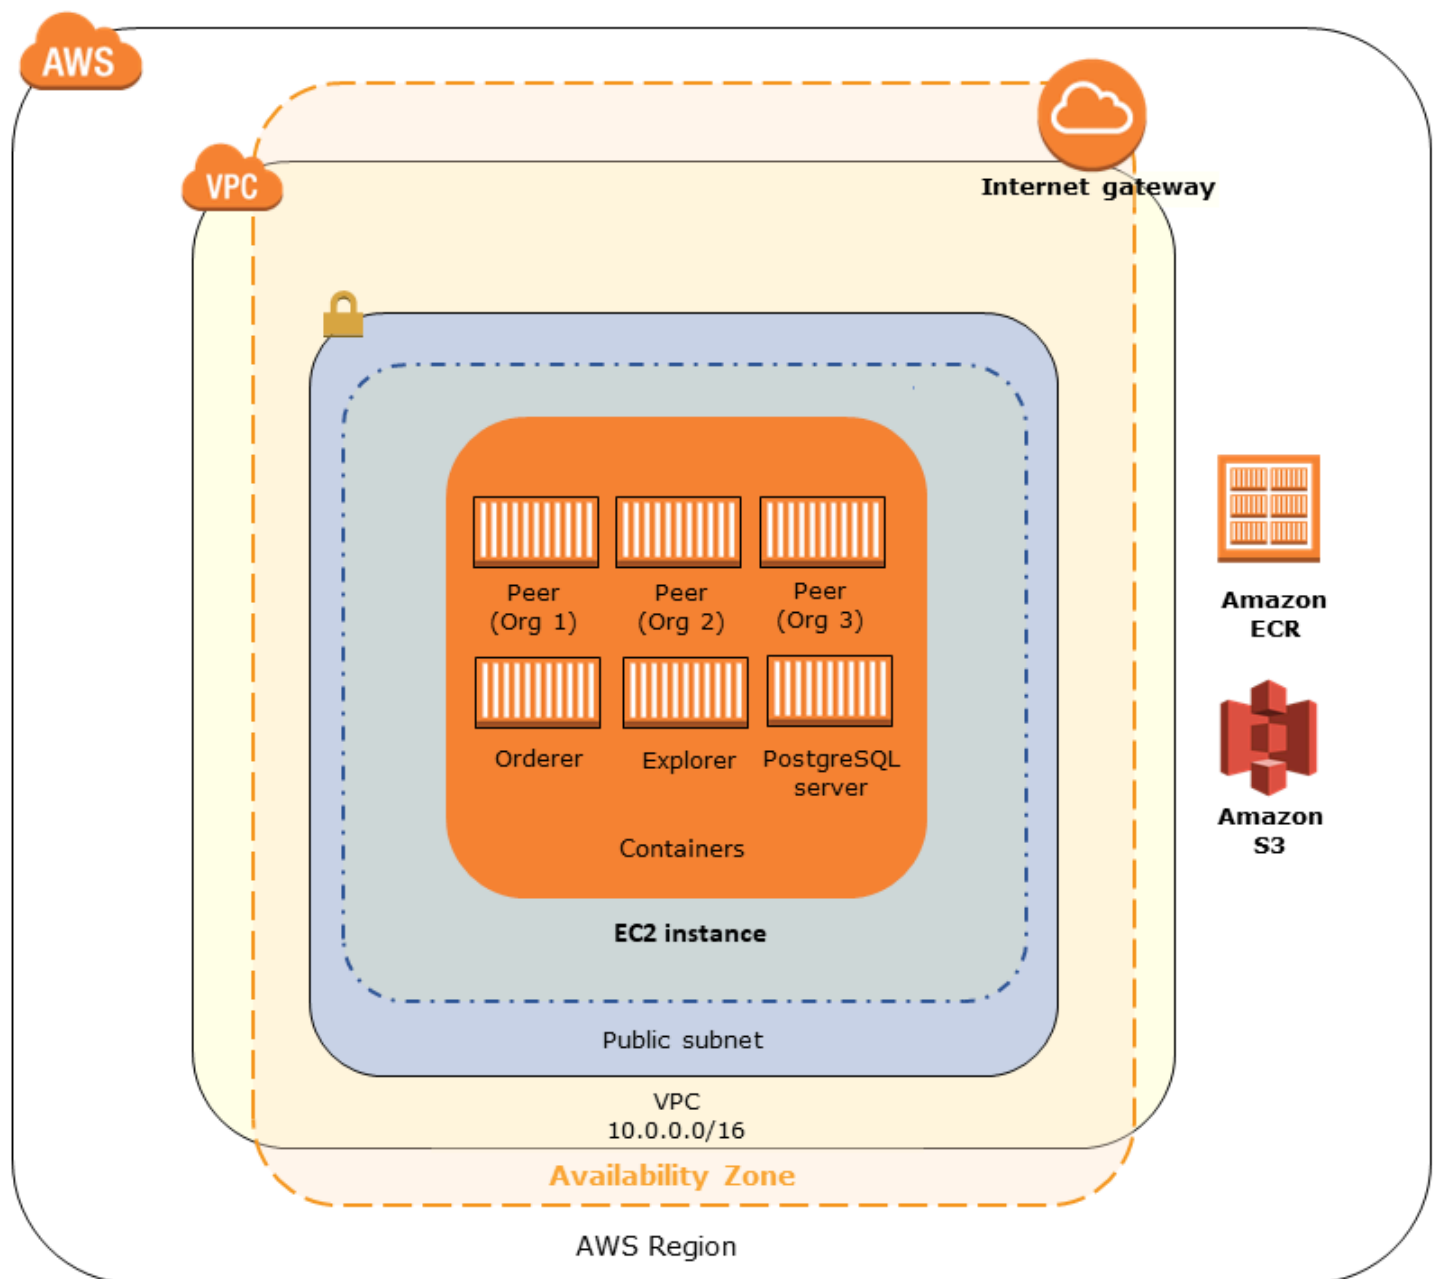 AWS
VPC
Internet gateway
Peer
(Org 1)
Peer
(Org 2)
Peer
(Org 3)
Orderer
Explorer
PostgreSQL
server
Containers
EC2 instance
Public subnet
VPC
10.0.0.0/16
Availability Zone
AWS Region
Amazon
ECR
Amazon
S3